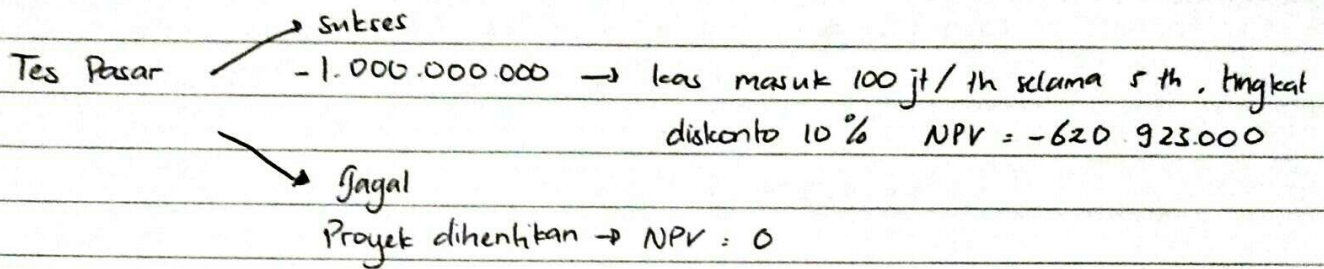 Sukses
Tes Pasar - 1.000.000.000 → kas masuk 100 jt/th selama 5 th, tingkat
diskonto 10% NPV = -620.923.000
Gagal
Proyek dihentikan → NPV = 0